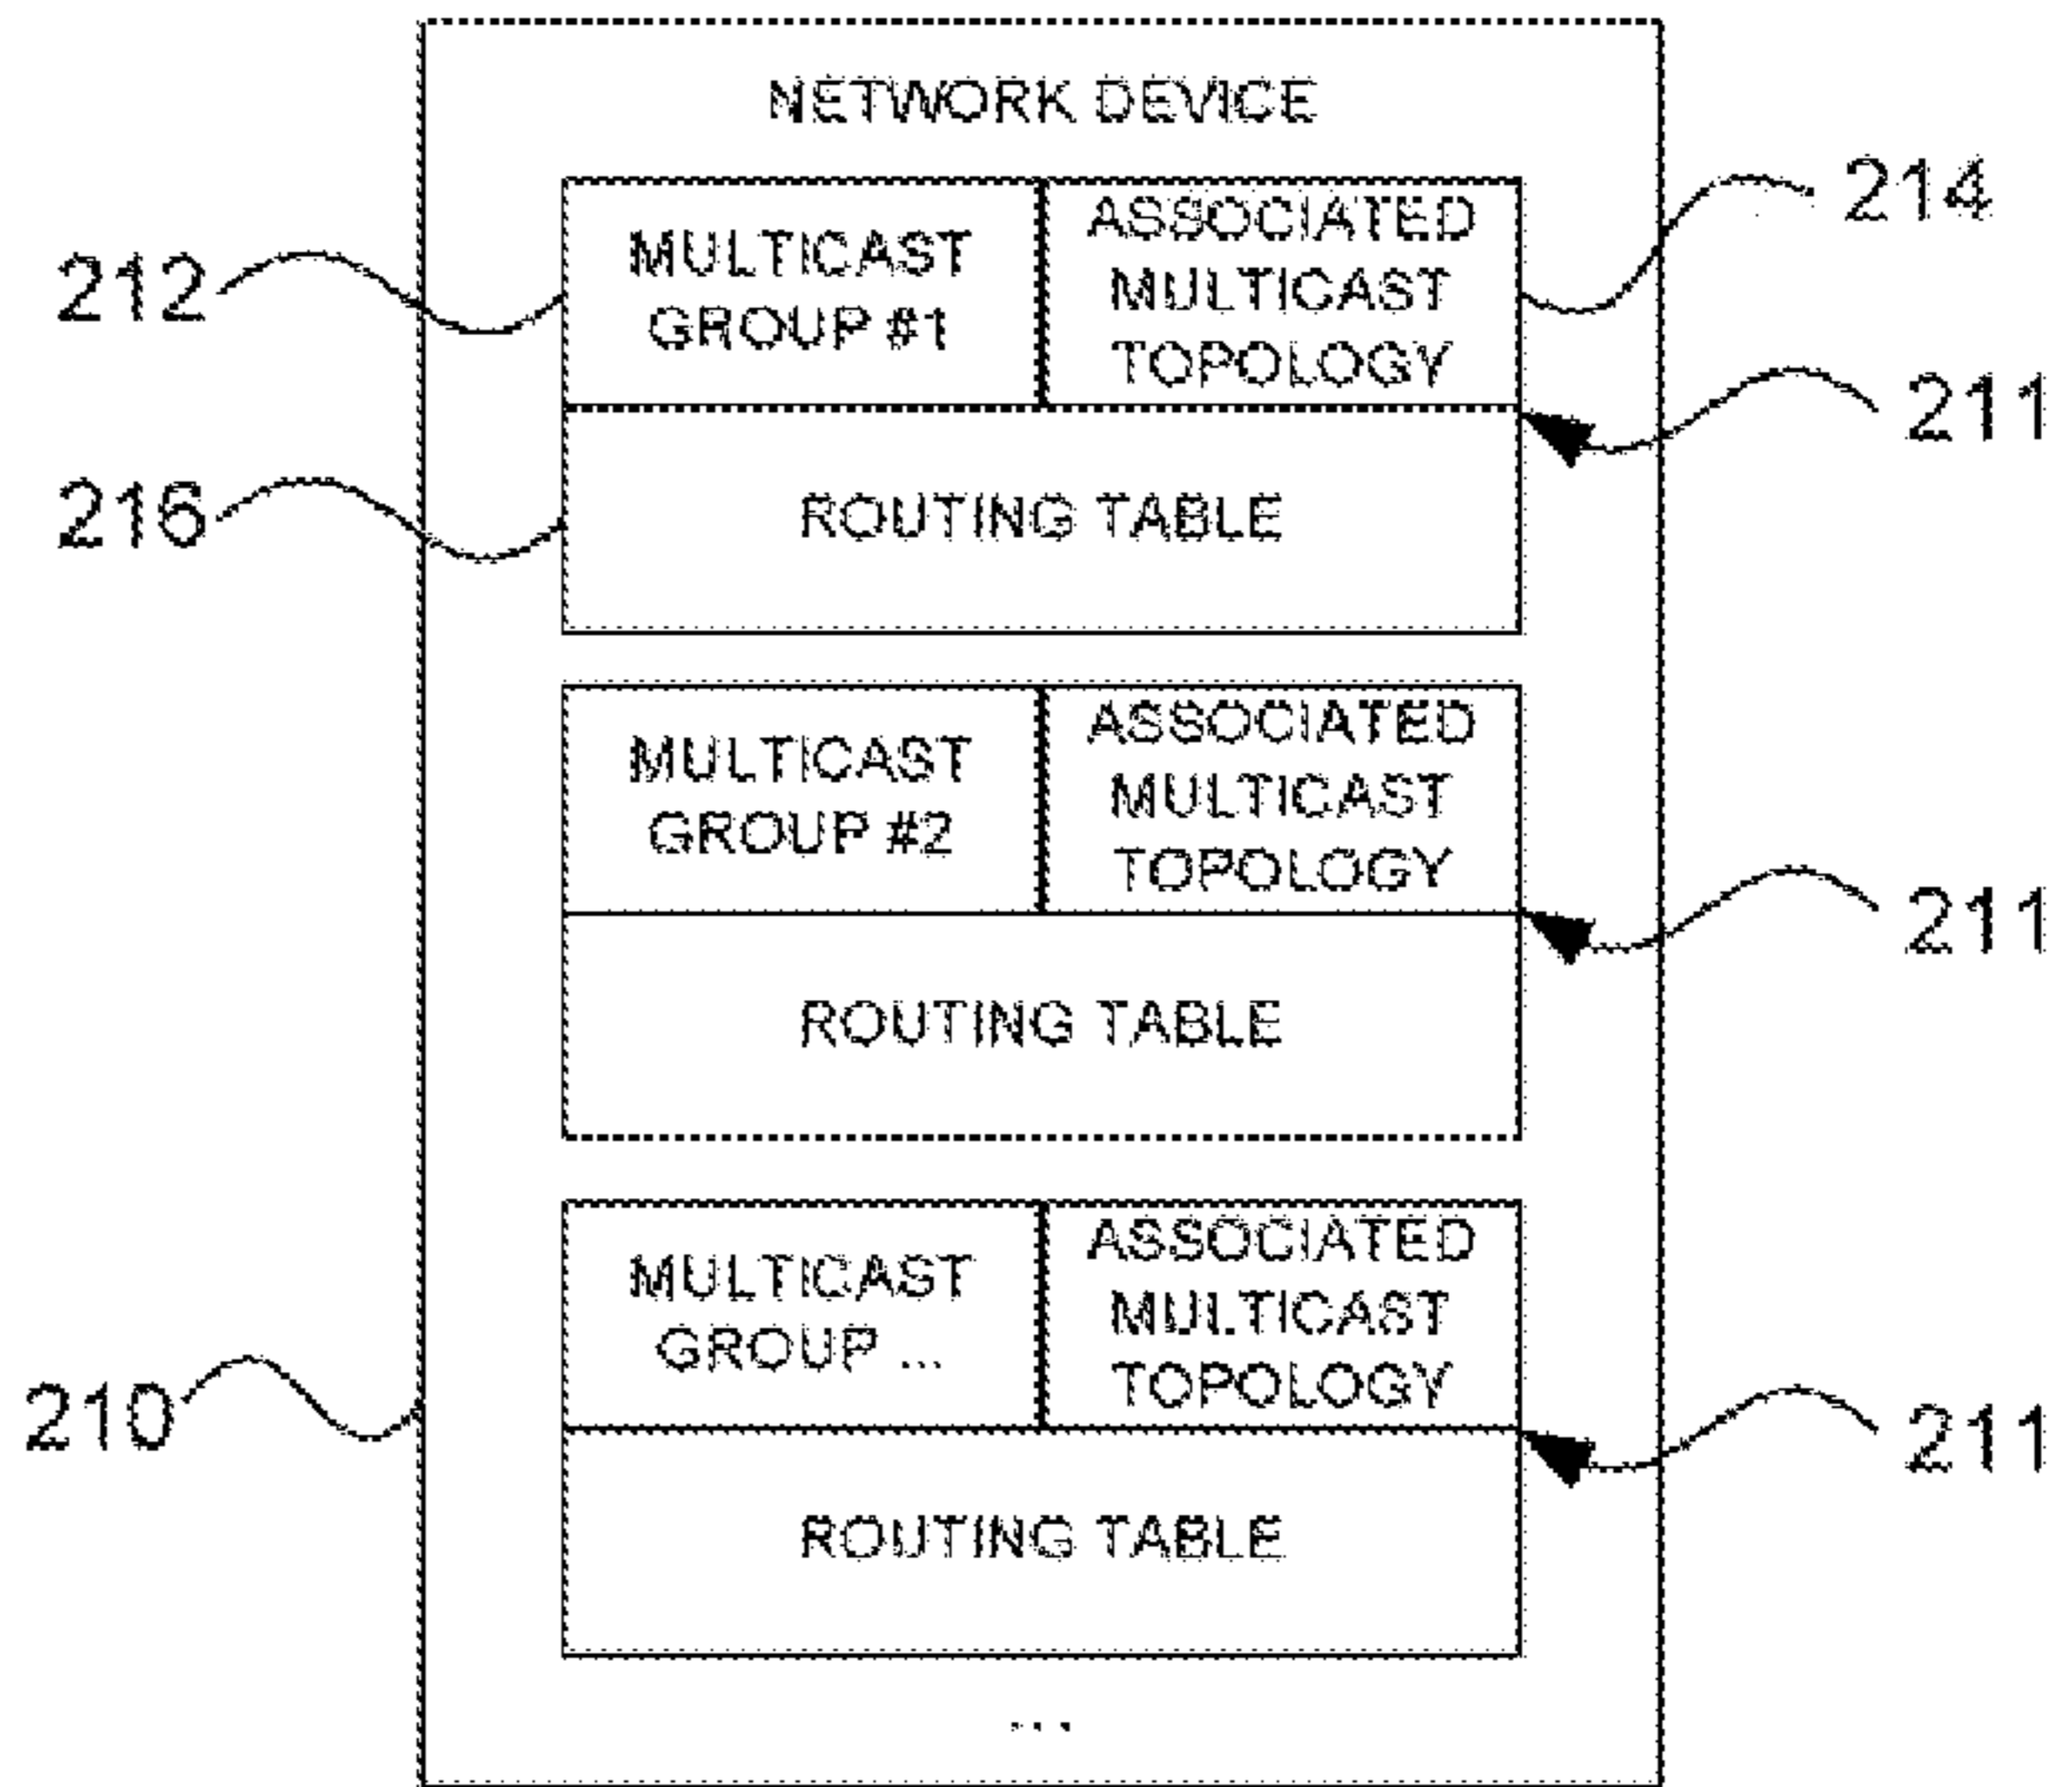 NETWORK DEVICE
214
212
MULTICAST
GROUP #1
ASSOCIATED
MULTICAST
TOPOLOGY
211
216
ROUTING TABLE
MULTICAST
GROUP #2
ASSOCIATED
MULTICAST
TOPOLOGY
211
ROUTING TABLE
MULTICAST
GROUP ...
ASSOCIATED
MULTICAST
TOPOLOGY
210
211
ROUTING TABLE
...